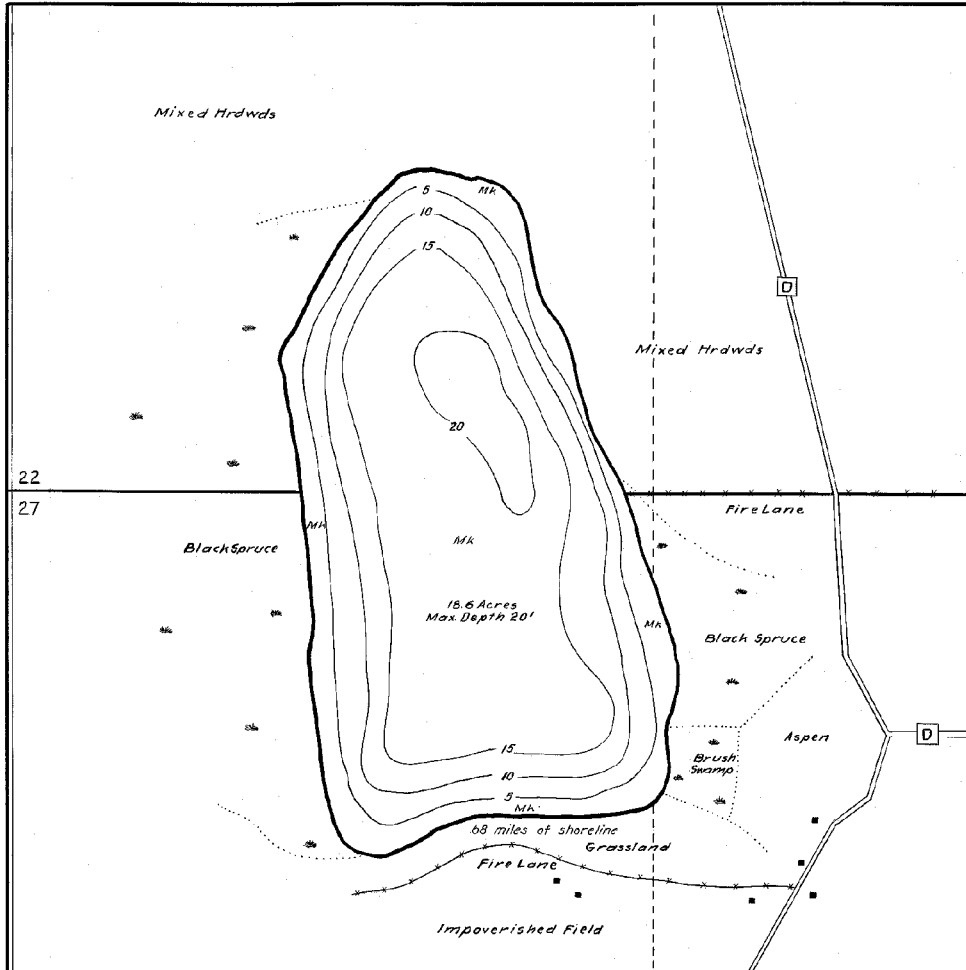 Mixed Hrdwds
Mk
5
10
15
D
Mixed Hrdwds
20
22
27
Fire Lane
Mk
Mk
Black Spruce
18.6 Acres
Max. Depth 20'
Mk
Black Spruce
Aspen
D
15
Brush
Swamp
10
5
Mk
.68 miles of shoreline
Grassland
Fire Lane
Impoverished Field